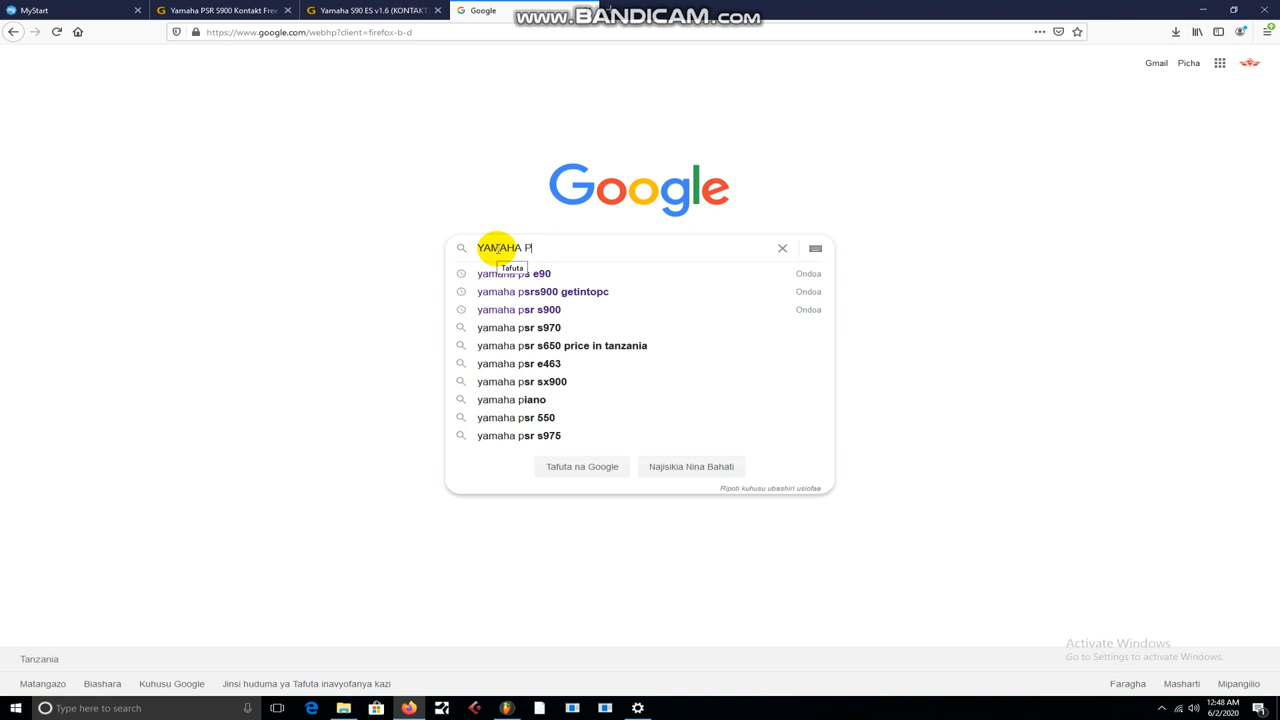 MyStart
Yamaha PSR S900 Kontakt Free
Yamaha S90 ES v1.6 (KONTAKT)
Google
www.BANDICAM.com
https://www.google.com/webhp?client=firefox-b-d
Gmail
Picha
Google
YAMAHA P
Tafuta
yamaha ps e90
Ondoa
yamaha psrs900 getintopc
Ondoa
yamaha psr s900
Ondoa
yamaha psr s970
yamaha psr s650 price in tanzania
yamaha psr e463
yamaha psr sx900
yamaha piano
yamaha psr 550
yamaha psr s975
Tafuta na Google
Najisikia Nina Bahati
Ripoti kuhusu ubashiri usiofaa
Activate Windows
Go to Settings to activate Windows.
Tanzania
Matangazo
Biashara
Kuhusu Google
Jinsi huduma ya Tafuta inavyofanya kazi
Faragha
Masharti
Mipangilio
Type here to search
12:48 AM
6/2/2020